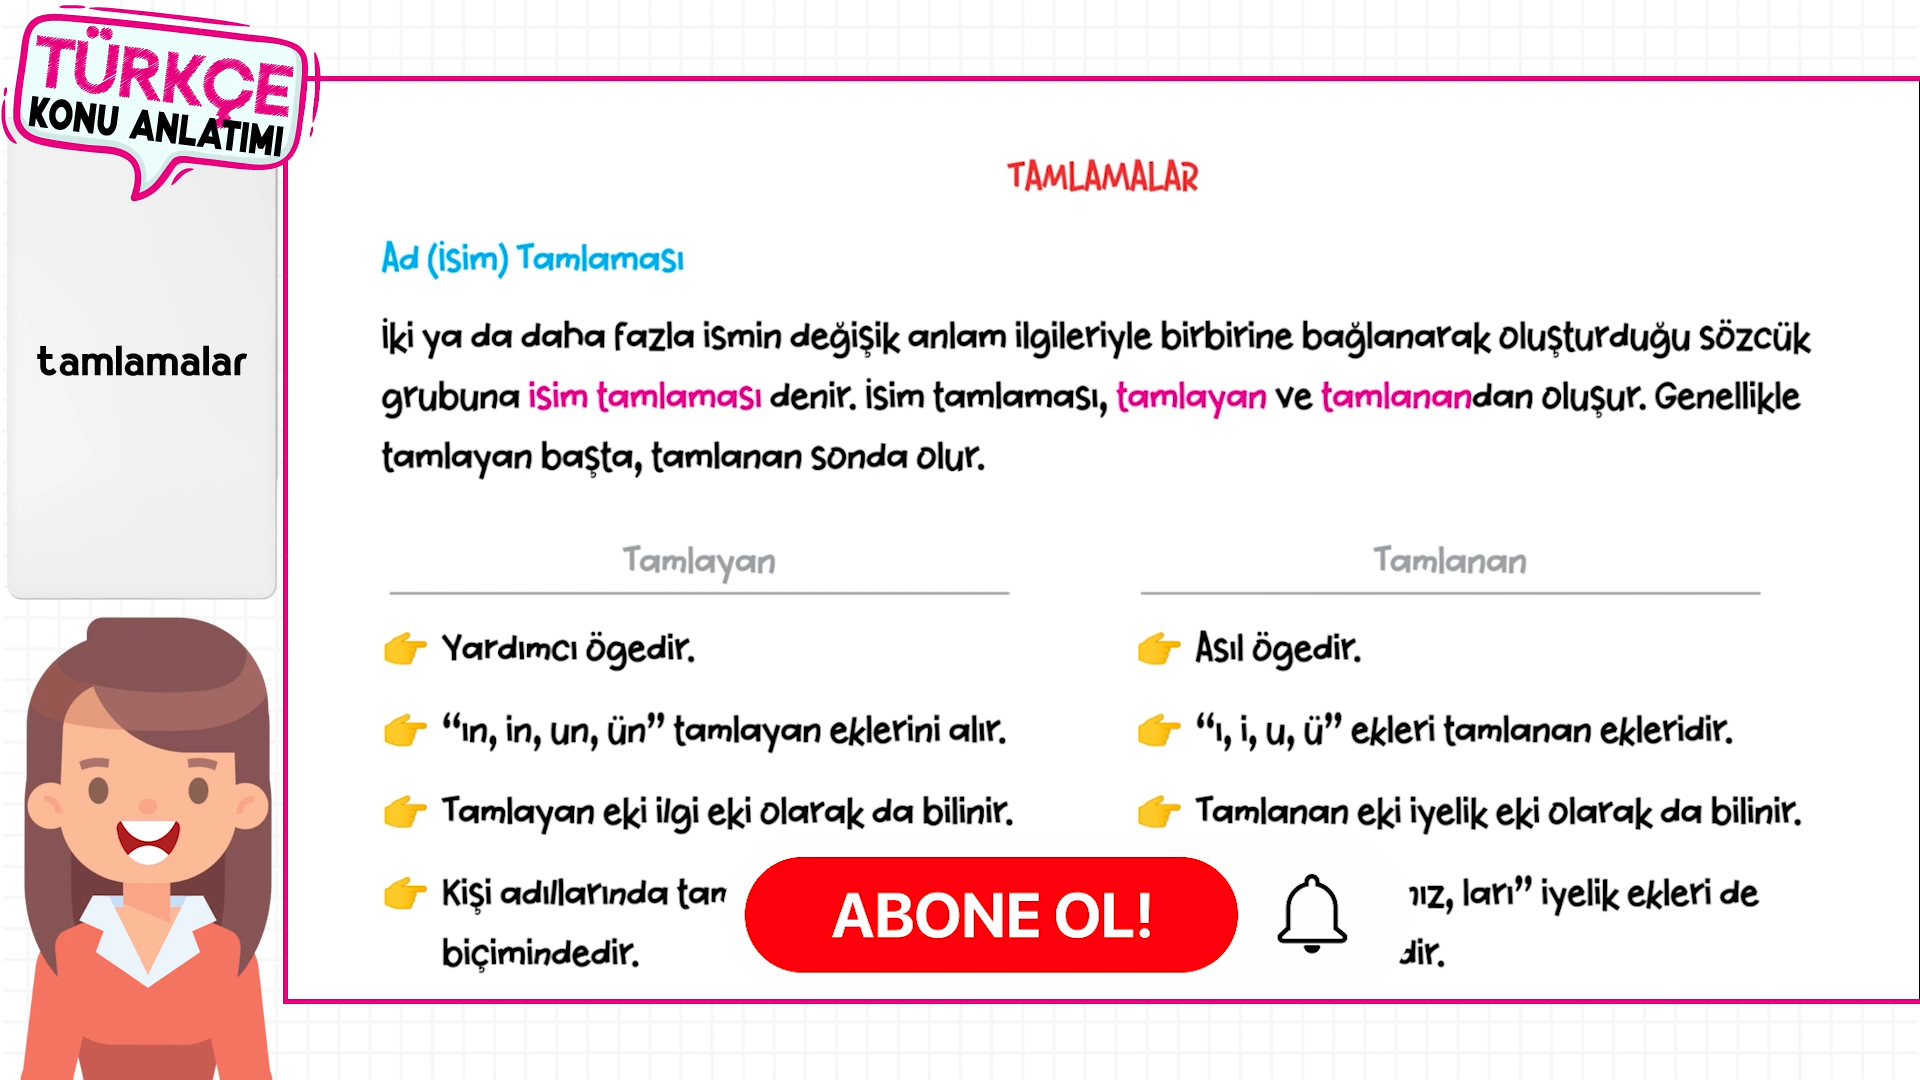 TÜRKÇE
KONU ANLATIMI
tamlamalar
TAMLAMALAR
Ad (İsim) Tamlaması
İki ya da daha fazla ismin değişik anlam ilgileriyle birbirine bağlanarak oluşturduğu sözcük
grubuna isim tamlaması denir. İsim tamlaması, tamlayan ve tamlanandan oluşur. Genellikle
tamlayan başta, tamlanan sonda olur.
Tamlayan
Yardımcı ögedir.
“ın, in, un, ün” tamlayan eklerini alır.
Tamlayan eki ilgi eki olarak da bilinir.
Kişi adıllarında
biçimindedir.
Tamlanan
Asıl ögedir.
“ı, i, u, ü” ekleri tamlanan ekleridir.
Tamlanan eki iyelik eki olarak da bilinir.
ları” iyelik ekleri de
ABONE OL!